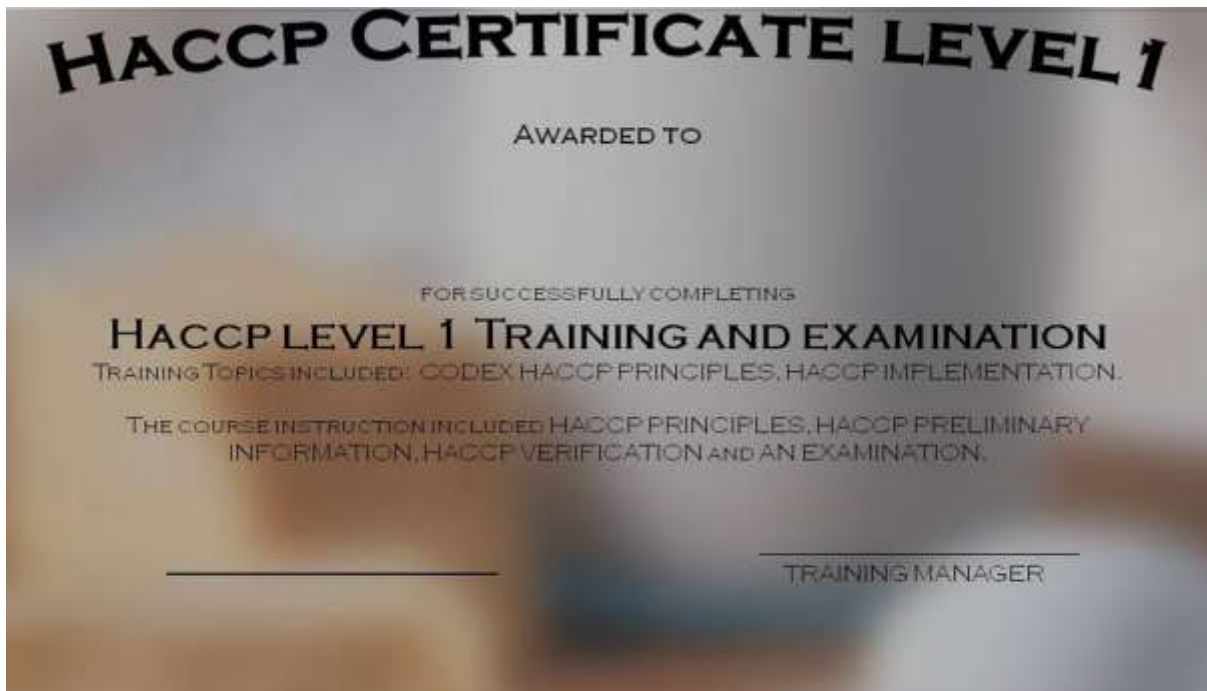 HACCP CERTIFICATE LEVEL 1
AWARDED TO
FOR SUCCESSFULLY COMPLETING
HACCP LEVEL 1 TRAINING AND EXAMINATION
TRAINING TOPICS INCLUDED: CODEX HACCP PRINCIPLES, HACCP IMPLEMENTATION.
THE COURSE INSTRUCTION INCLUDED HACCP PRINCIPLES, HACCP PRELIMINARY
INFORMATION, HACCP VERIFICATION AND AN EXAMINATION.
TRAINING MANAGER